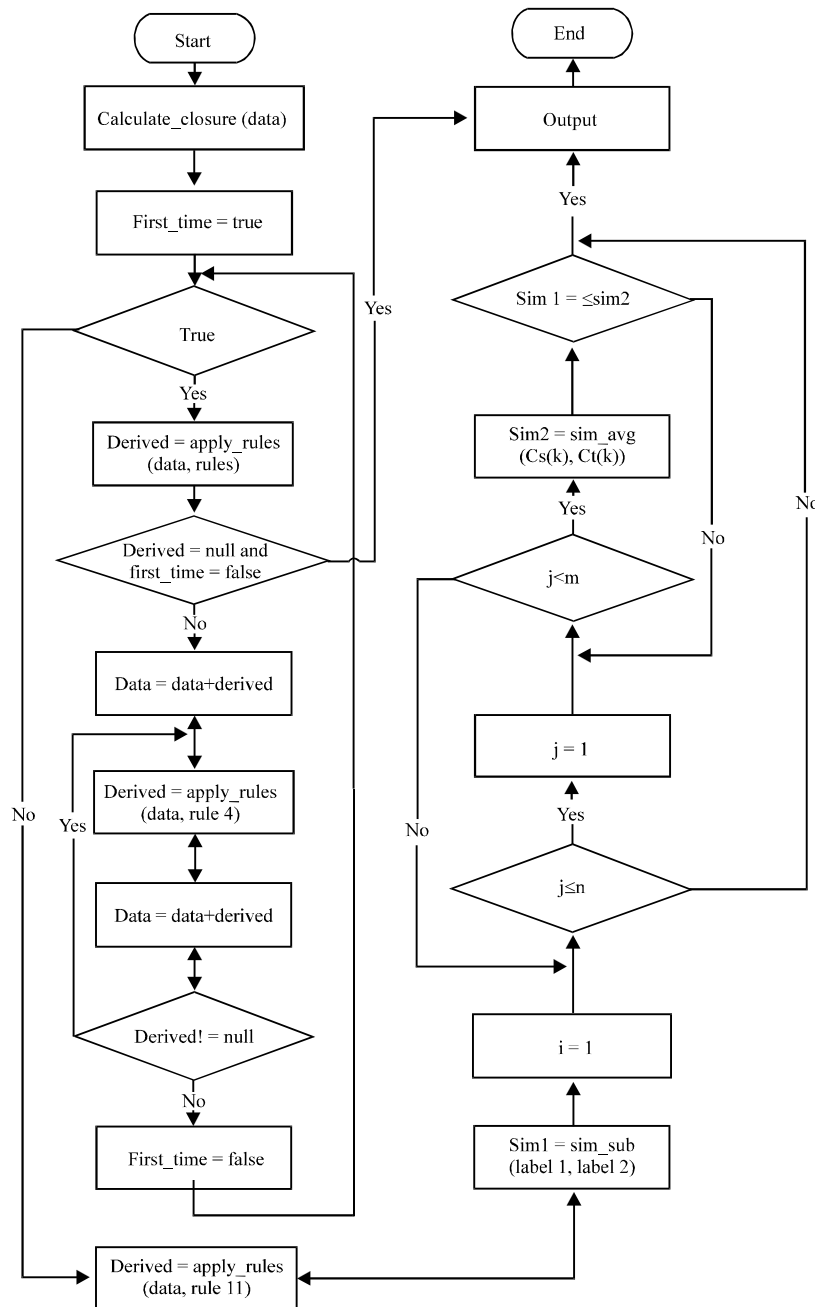 Start
Calculate_closure (data)
First_time = true
True
Yes
Derived = apply_rules
(data, rules)
Derived = null and
first_time = false
Yes
No
Data = data+derived
Derived = apply_rules
(data, rule 4)
Yes
Data = data+derived
Derived! = null
No
First_time = false
No
Derived = apply_rules
(data, rule 11)
End
Output
Yes
Sim 1 = ≤sim2
Sim2 = sim_avg
(Cs(k), Ct(k))
Yes
No
No
j<m
j = 1
Yes
No
j≤n
i = 1
Sim1 = sim_sub
(label 1, label 2)